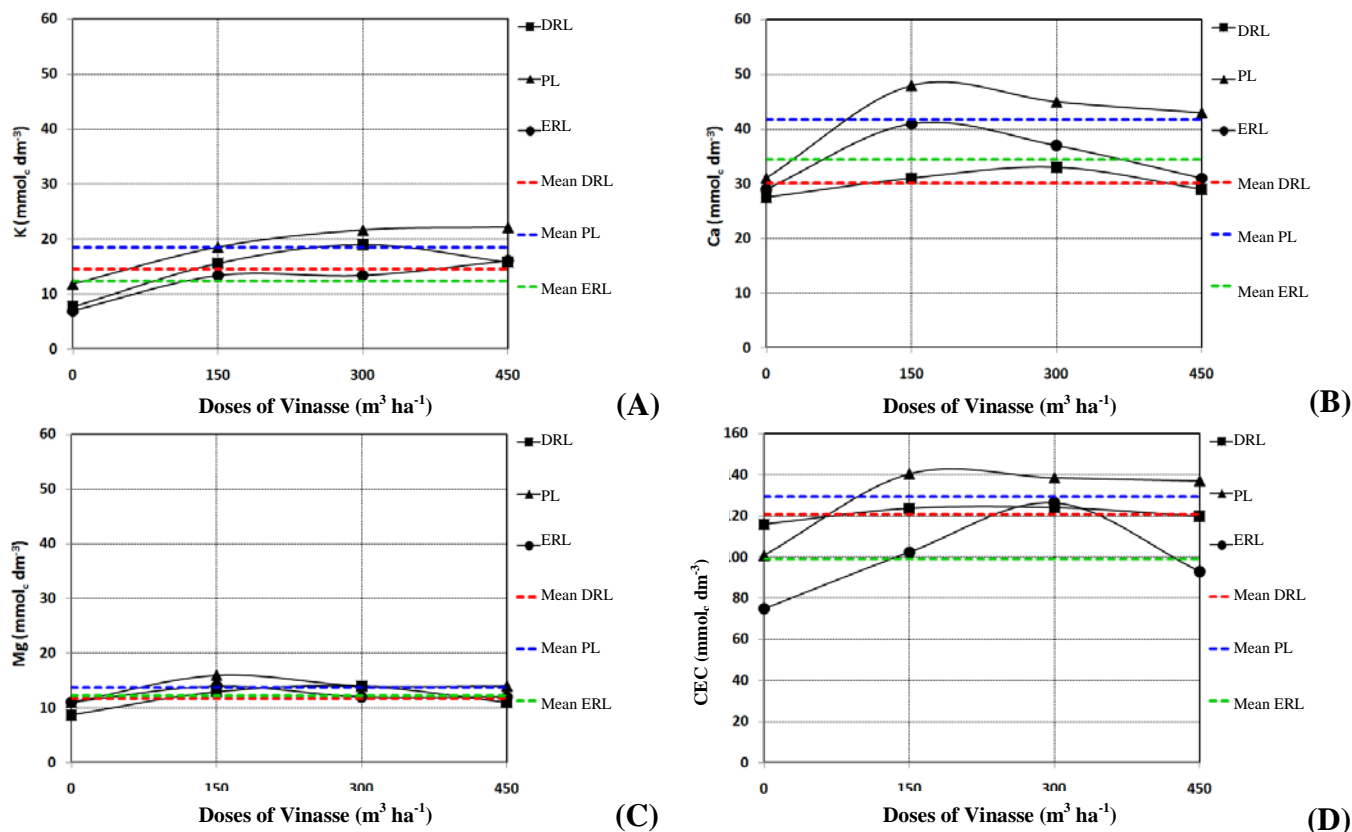 60
50
40
30
20
10
0
K (mmolc dm-3)
0 150 300 450
Doses of Vinasse (m3 ha-1)
(A)
DRL
PL
ERL
Mean DRL
Mean PL
Mean ERL
60
50
40
30
20
10
0
Ca (mmolc dm-3)
0 150 300 450
Doses of Vinasse (m3 ha-1)
(B)
DRL
PL
ERL
Mean DRL
Mean PL
Mean ERL
60
50
40
30
20
10
0
Mg (mmolc dm-3)
0 150 300 450
Doses of Vinasse (m3 ha-1)
(C)
DRL
PL
ERL
Mean DRL
Mean PL
Mean ERL
160
.40
.20
.00
80
60
40
20
0
CEC (mmolc dm-3)
0 150 300 450
Doses of Vinasse (m3 ha-1)
(D)
DRL
PL
ERL
Mean DRL
Mean PL
Mean ERL